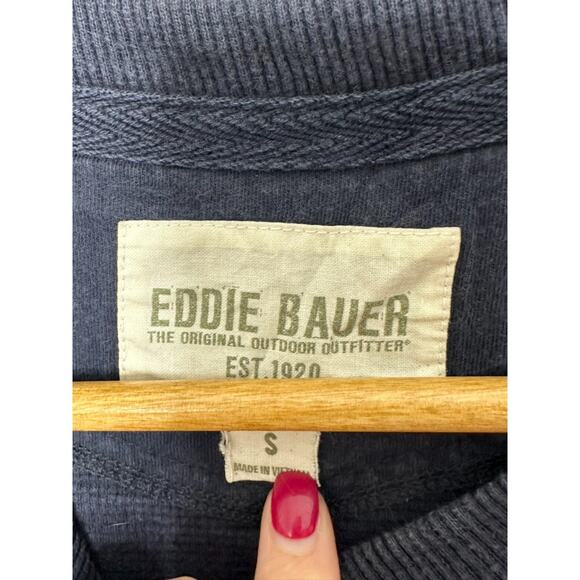 EDDIE BAUER
THE ORIGINAL OUTDOOR OUTFITTER®
EST. 1920
S
MADE IN VIETNAM